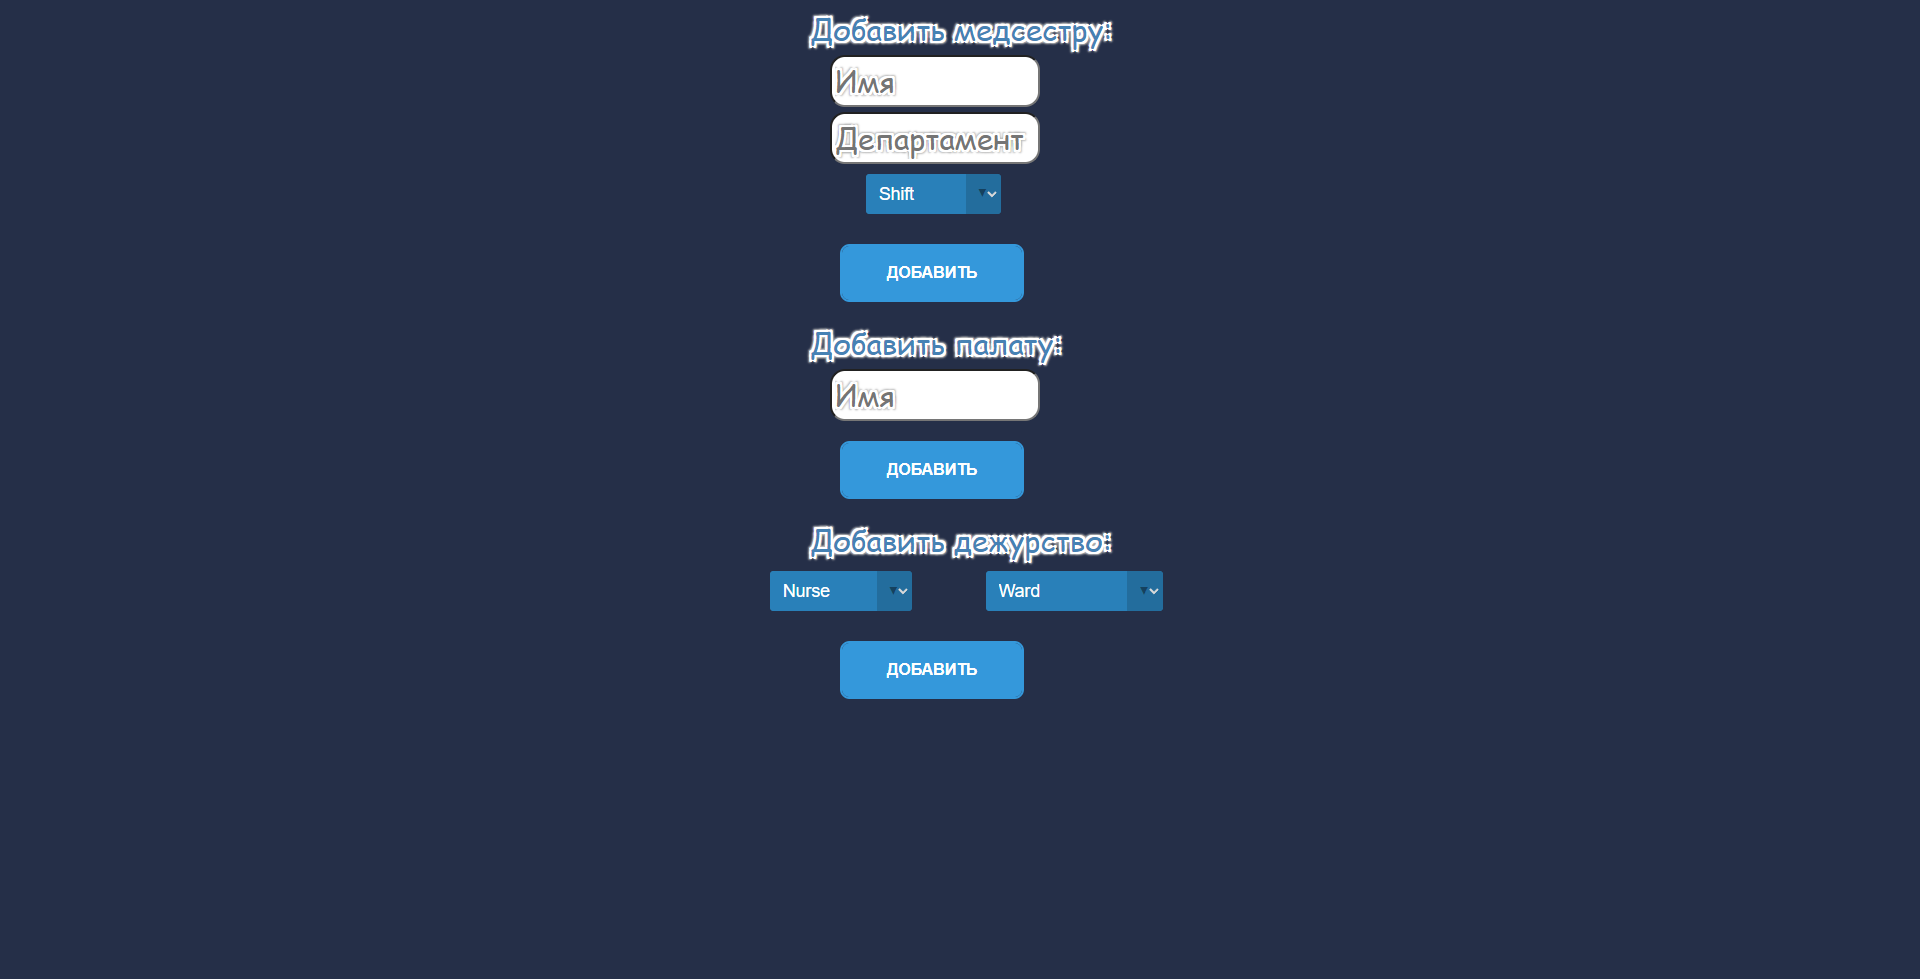 Добавить медсестру:
Имя
Департамент
Shift
ДОБАВИТЬ
Добавить палату:
Имя
ДОБАВИТЬ
Добавить дежурство:
Nurse Ward
ДОБАВИТЬ